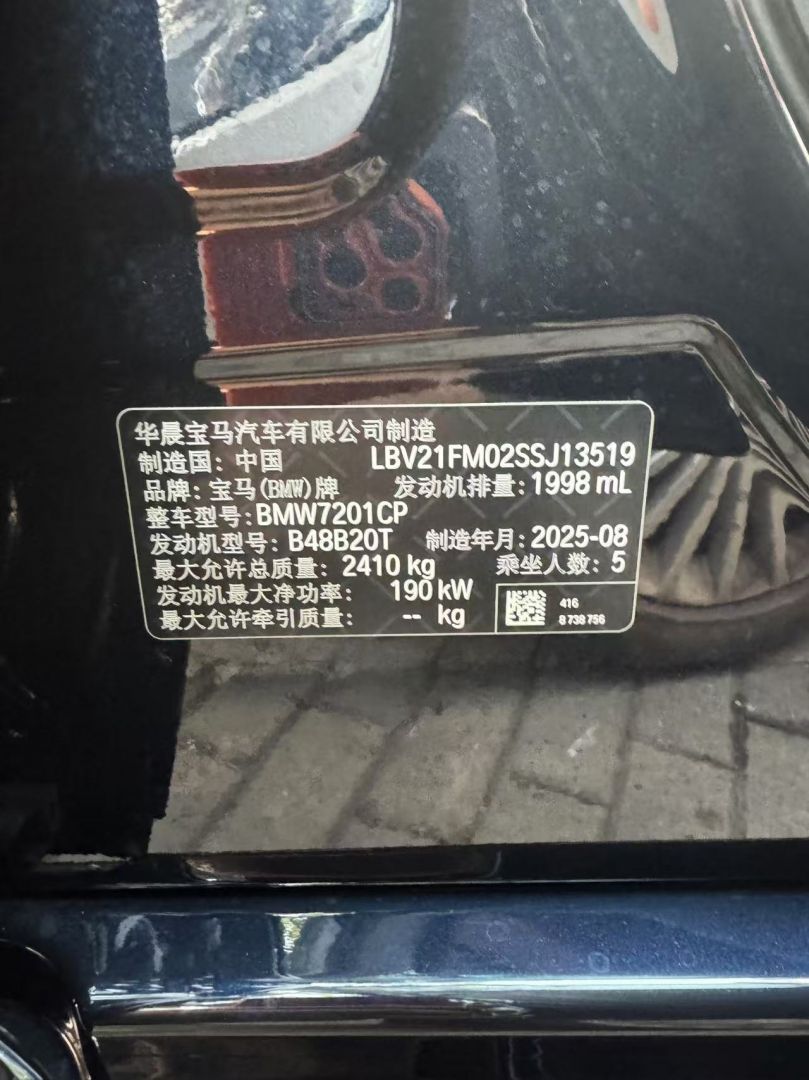 华晨宝马汽车有限公司制造
制造国: 中国 LBV21FM02SSJ13519
品牌: 宝马(BMW)牌 发动机排量: 1998 mL
整车型号: BMW7201CP
发动机型号: B48B20T 制造年月: 2025-08
最大允许总质量: 2410 kg 乘坐人数: 5
发动机最大净功率: 190 kW
最大允许牵引质量: -- kg
416
8 738 756